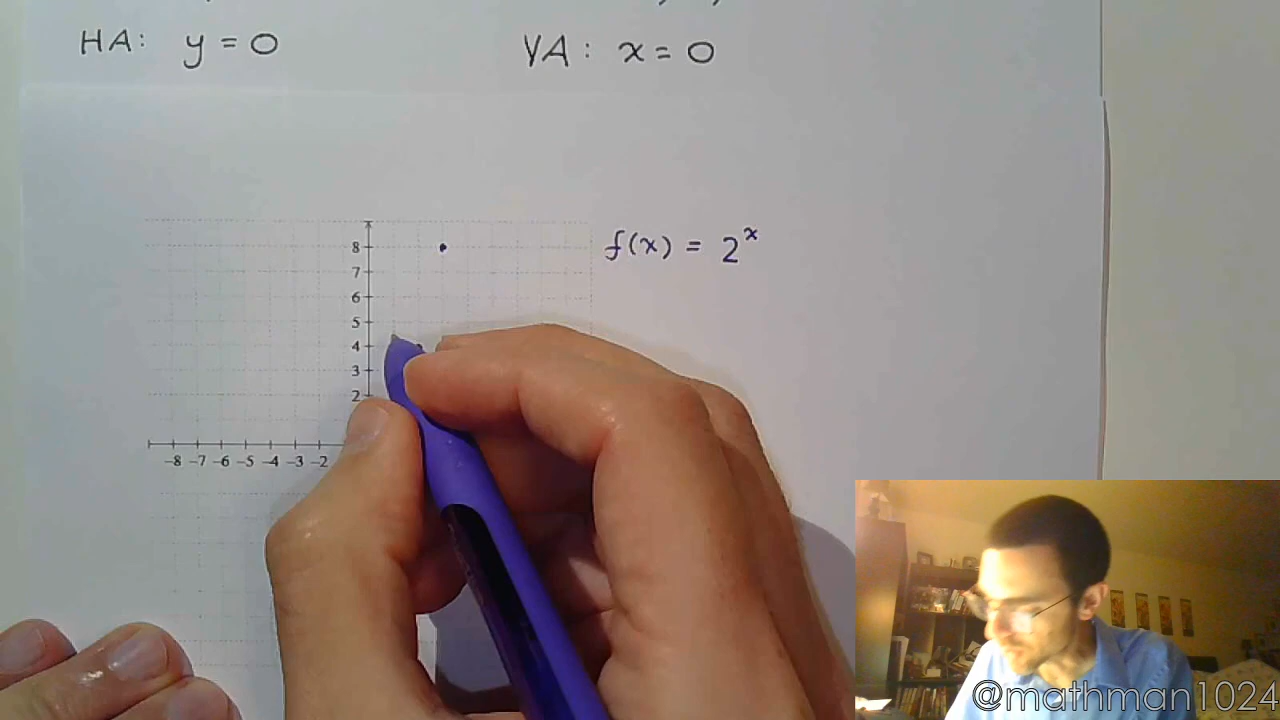 HA: y = 0
VA: x = 0
f(x) = 2^x
8
7
6
5
4
3
2
-8 -7 -6 -5 -4 -3 -2
@mathman1024